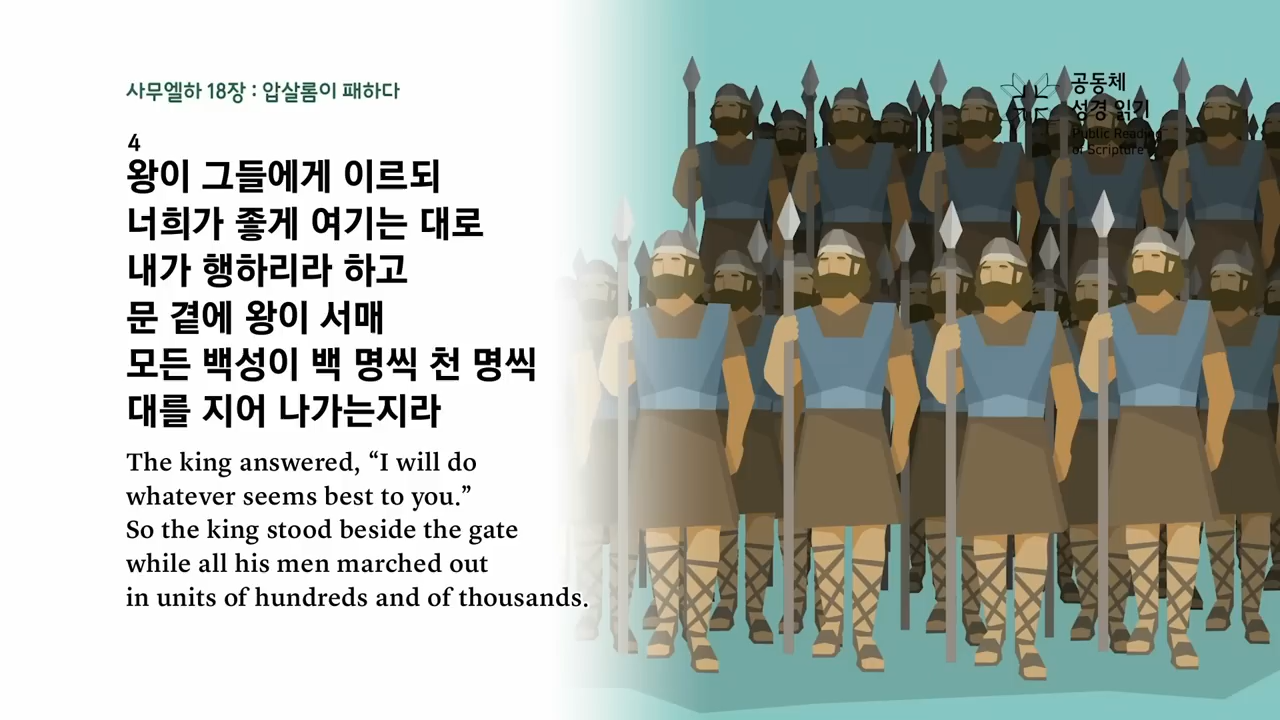 사무엘하 18장 : 압살롬이 패하다
공동체
성경 읽기
Public Reading
of Scripture
4
왕이 그들에게 이르되
너희가 좋게 여기는 대로
내가 행하리라 하고
문 곁에 왕이 서매
모든 백성이 백 명씩 천 명씩
대를 지어 나가는지라
The king answered, “I will do
whatever seems best to you.”
So the king stood beside the gate
while all his men marched out
in units of hundreds and of thousands.